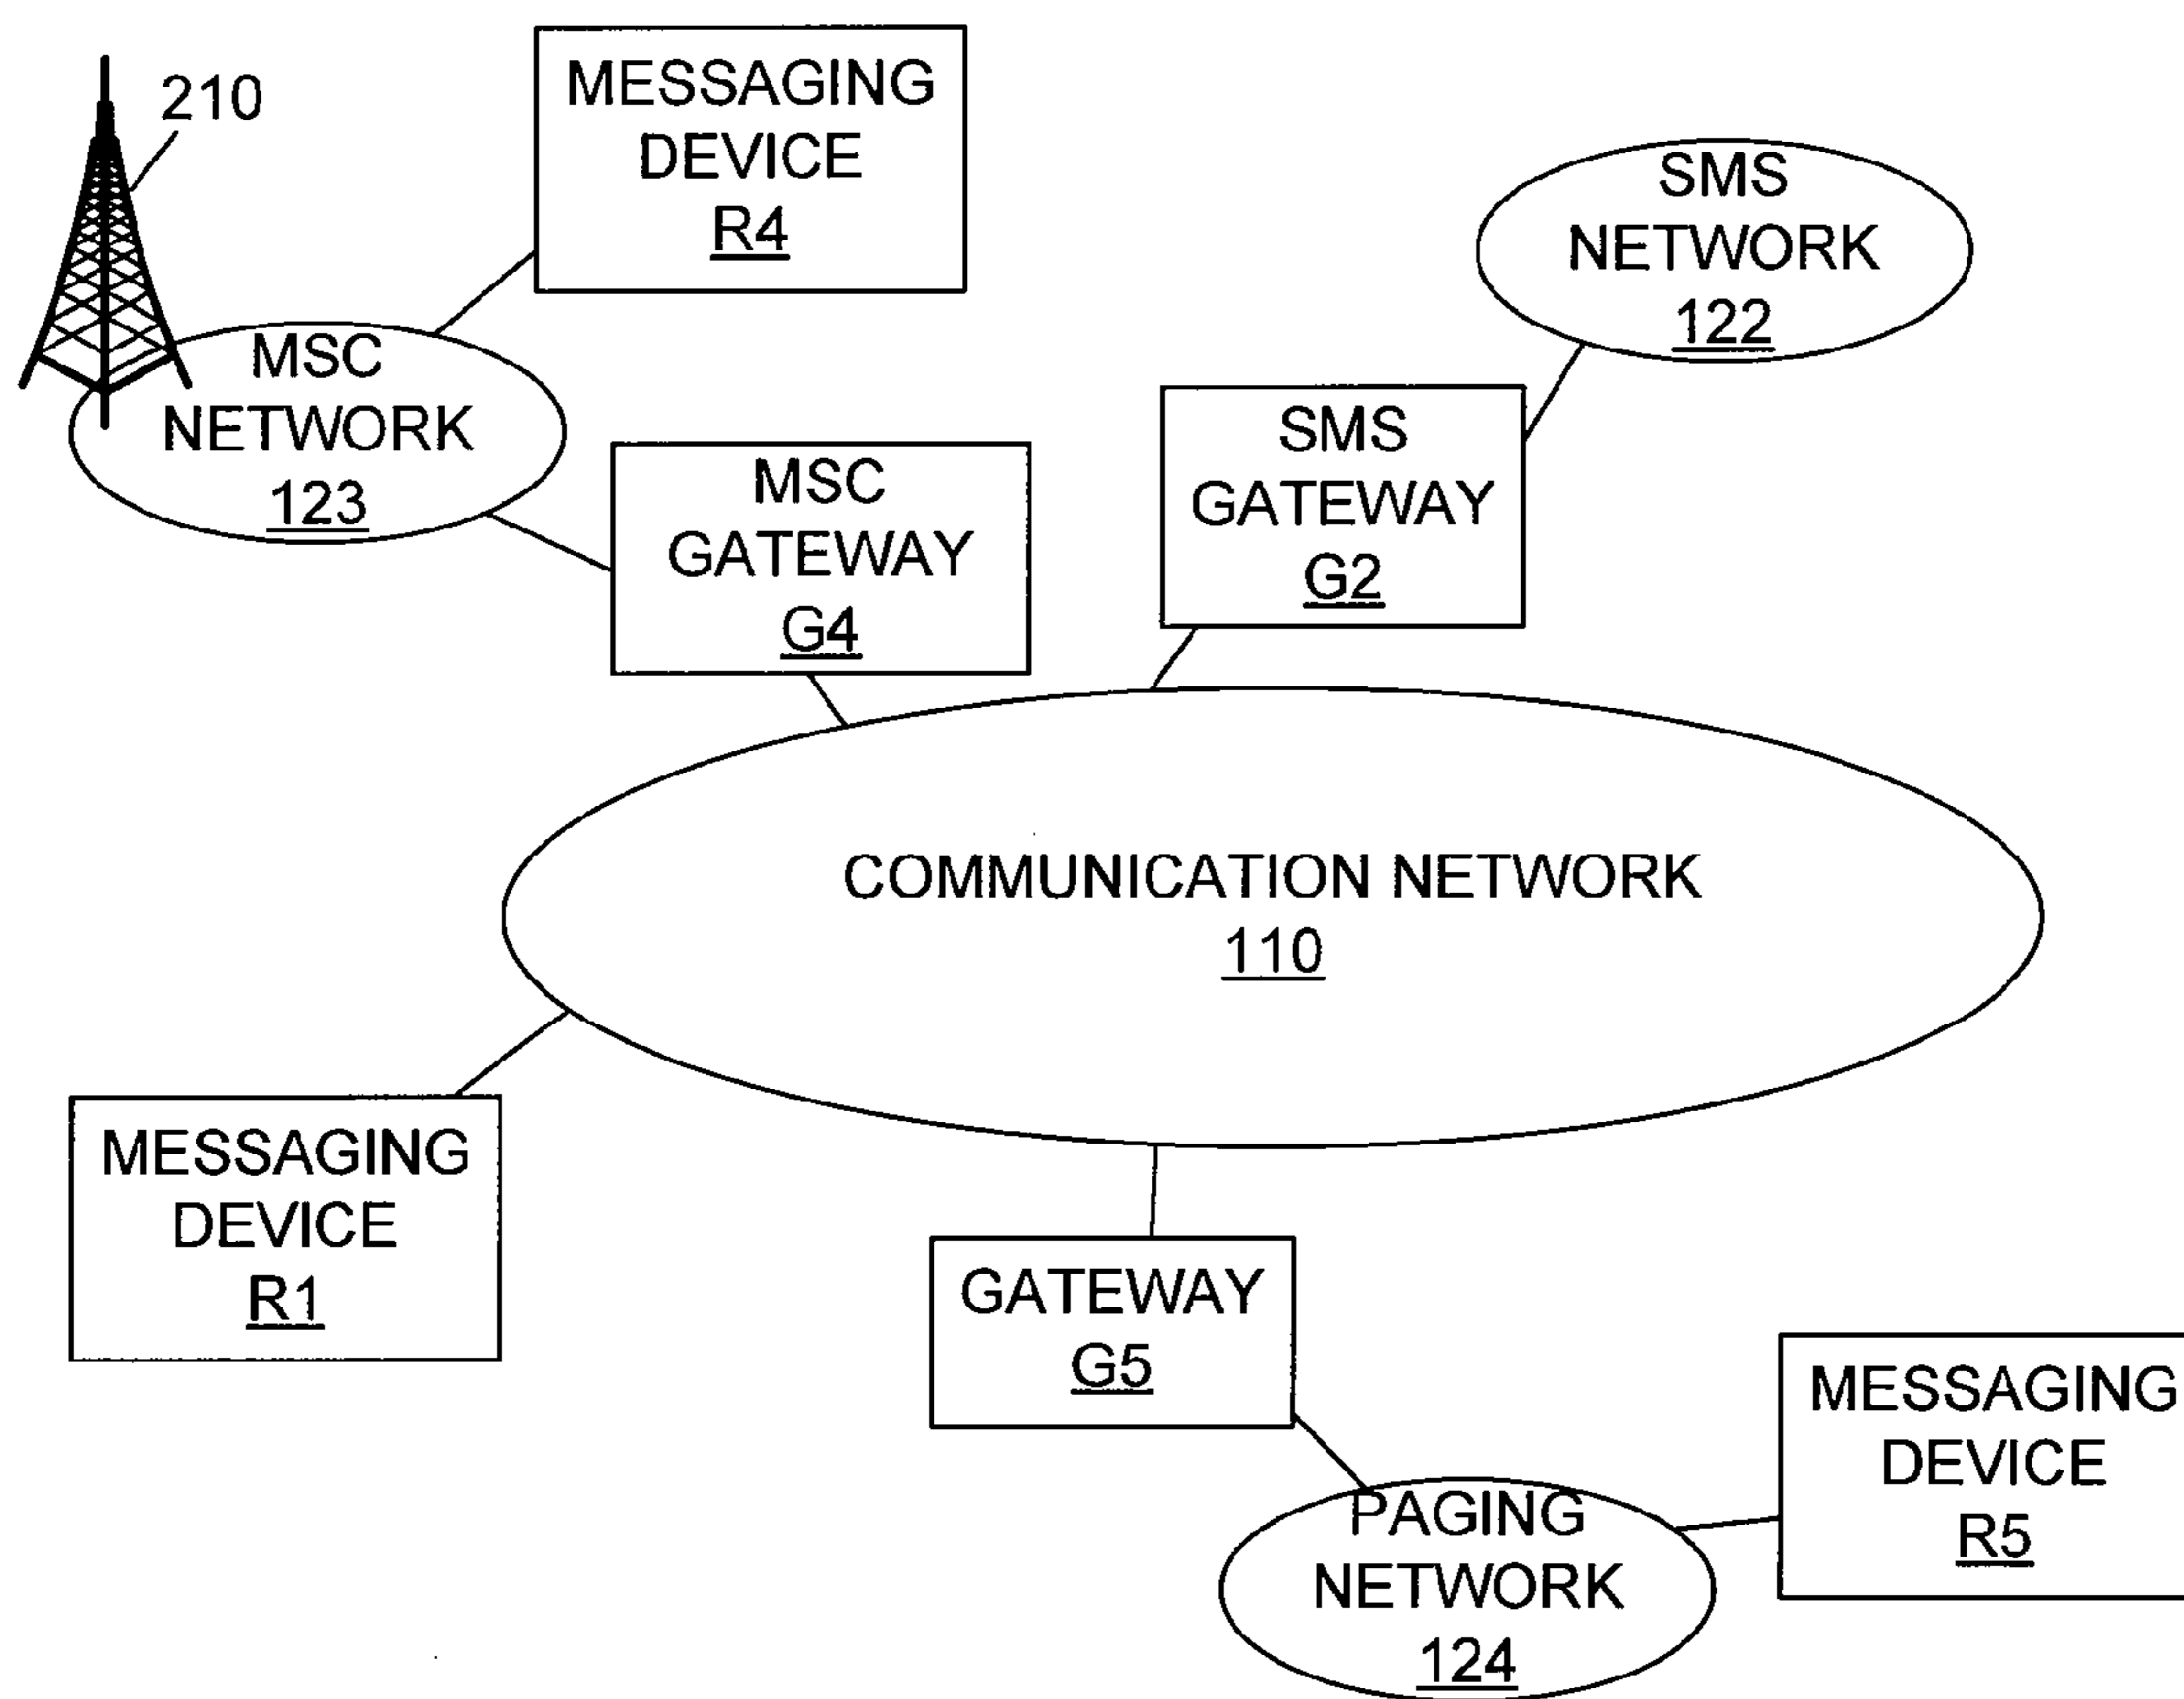 210
MESSAGING
DEVICE
R4
SMS
NETWORK
122
MSC
NETWORK
123
MSC
GATEWAY
G4
SMS
GATEWAY
G2
COMMUNICATION NETWORK
110
MESSAGING
DEVICE
R1
GATEWAY
G5
MESSAGING
DEVICE
R5
PAGING
NETWORK
124